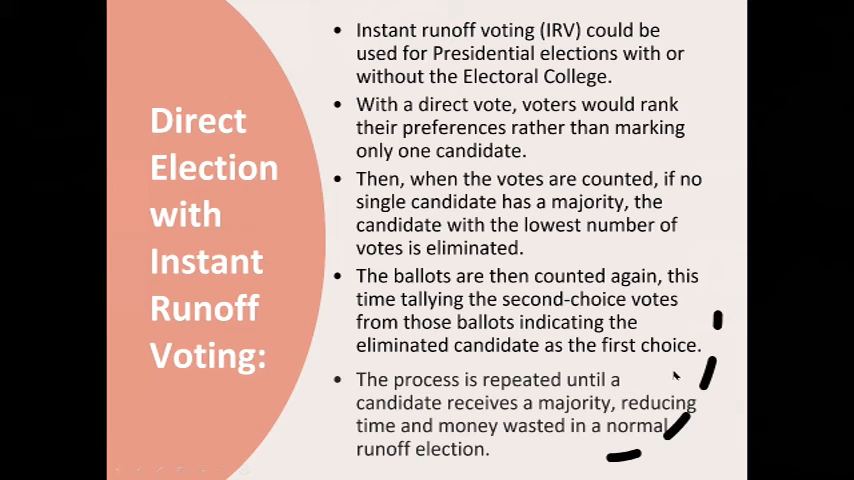 Direct
Election
with
Instant
Runoff
Voting:
• Instant runoff voting (IRV) could be
used for Presidential elections with or
without the Electoral College.
• With a direct vote, voters would rank
their preferences rather than marking
only one candidate.
• Then, when the votes are counted, if no
single candidate has a majority, the
candidate with the lowest number of
votes is eliminated.
• The ballots are then counted again, this
time tallying the second-choice votes
from those ballots indicating the
eliminated candidate as the first choice.
• The process is repeated until a
candidate receives a majority, reducing
time and money wasted in a normal
runoff election.